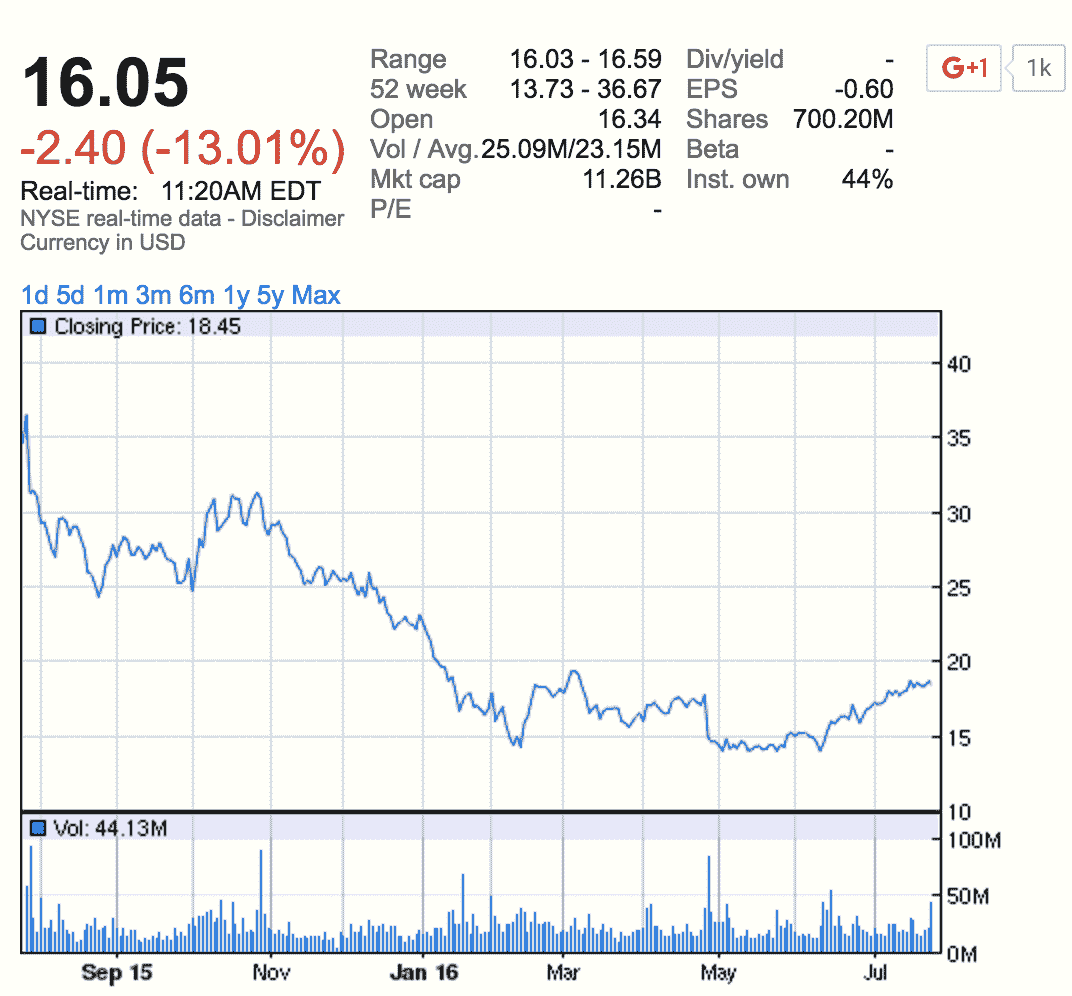 16.05
-2.40 (-13.01%)
Real-time: 11:20AM EDT
NYSE real-time data - Disclaimer
Currency in USD
Range 16.03 - 16.59
52 week 13.73 - 36.67
Open 16.34
Vol / Avg. 25.09M/23.15M
Mkt cap 11.26B
P/E -
Div/yield -
EPS -0.60
Shares 700.20M
Beta -
Inst. own 44%
G+1 1k
1d 5d 1m 3m 6m 1y 5y Max
Closing Price: 18.45
40
35
30
25
20
15
10
Vol: 44.13M
100M
50M
0M
Sep 15 Nov Jan 16 Mar May Jul